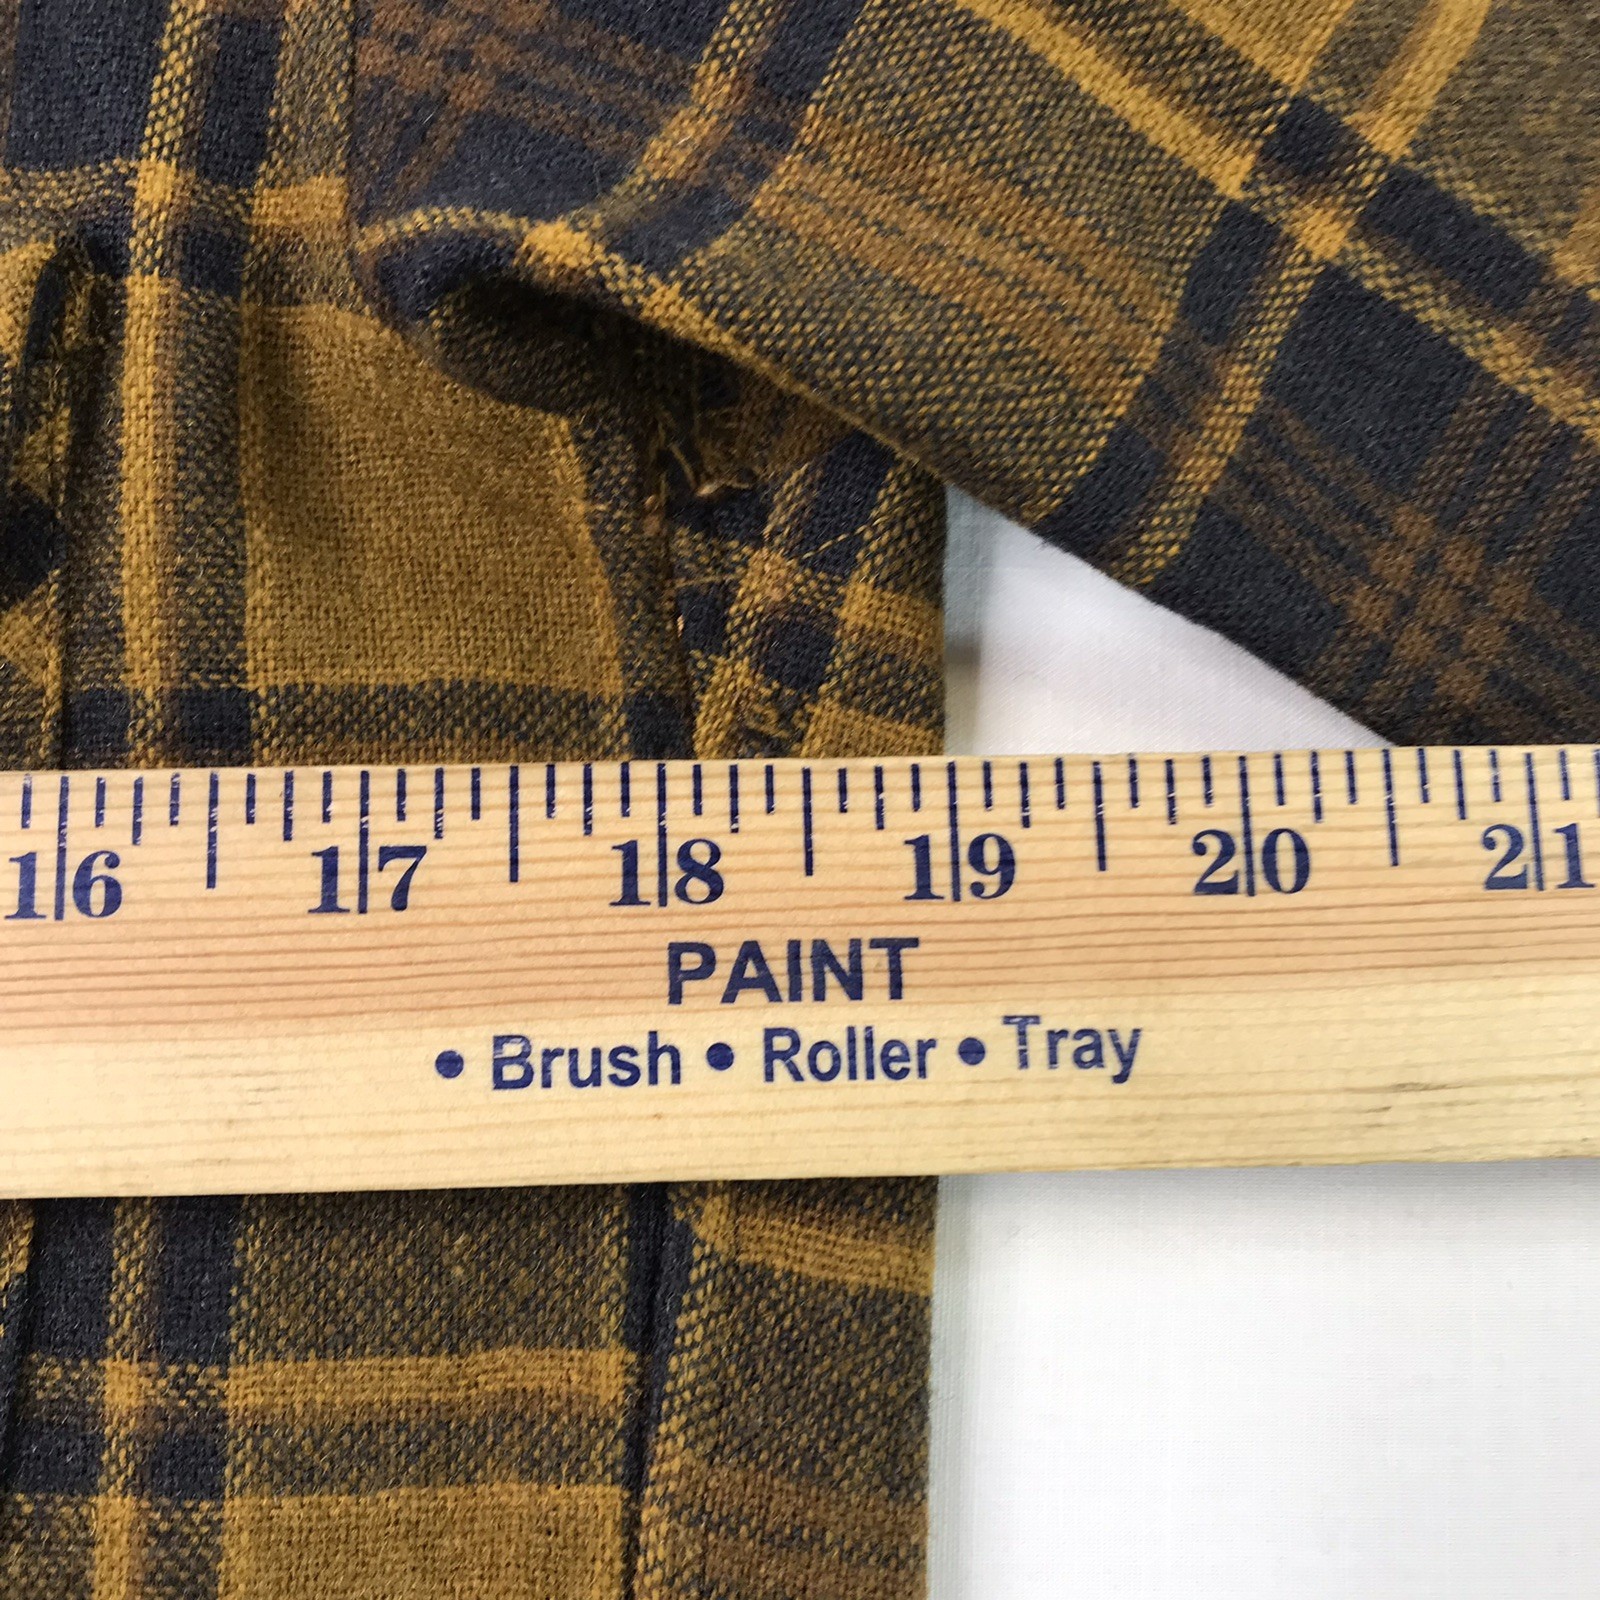 16 17 18 19 20 21
PAINT
• Brush • Roller • Tray